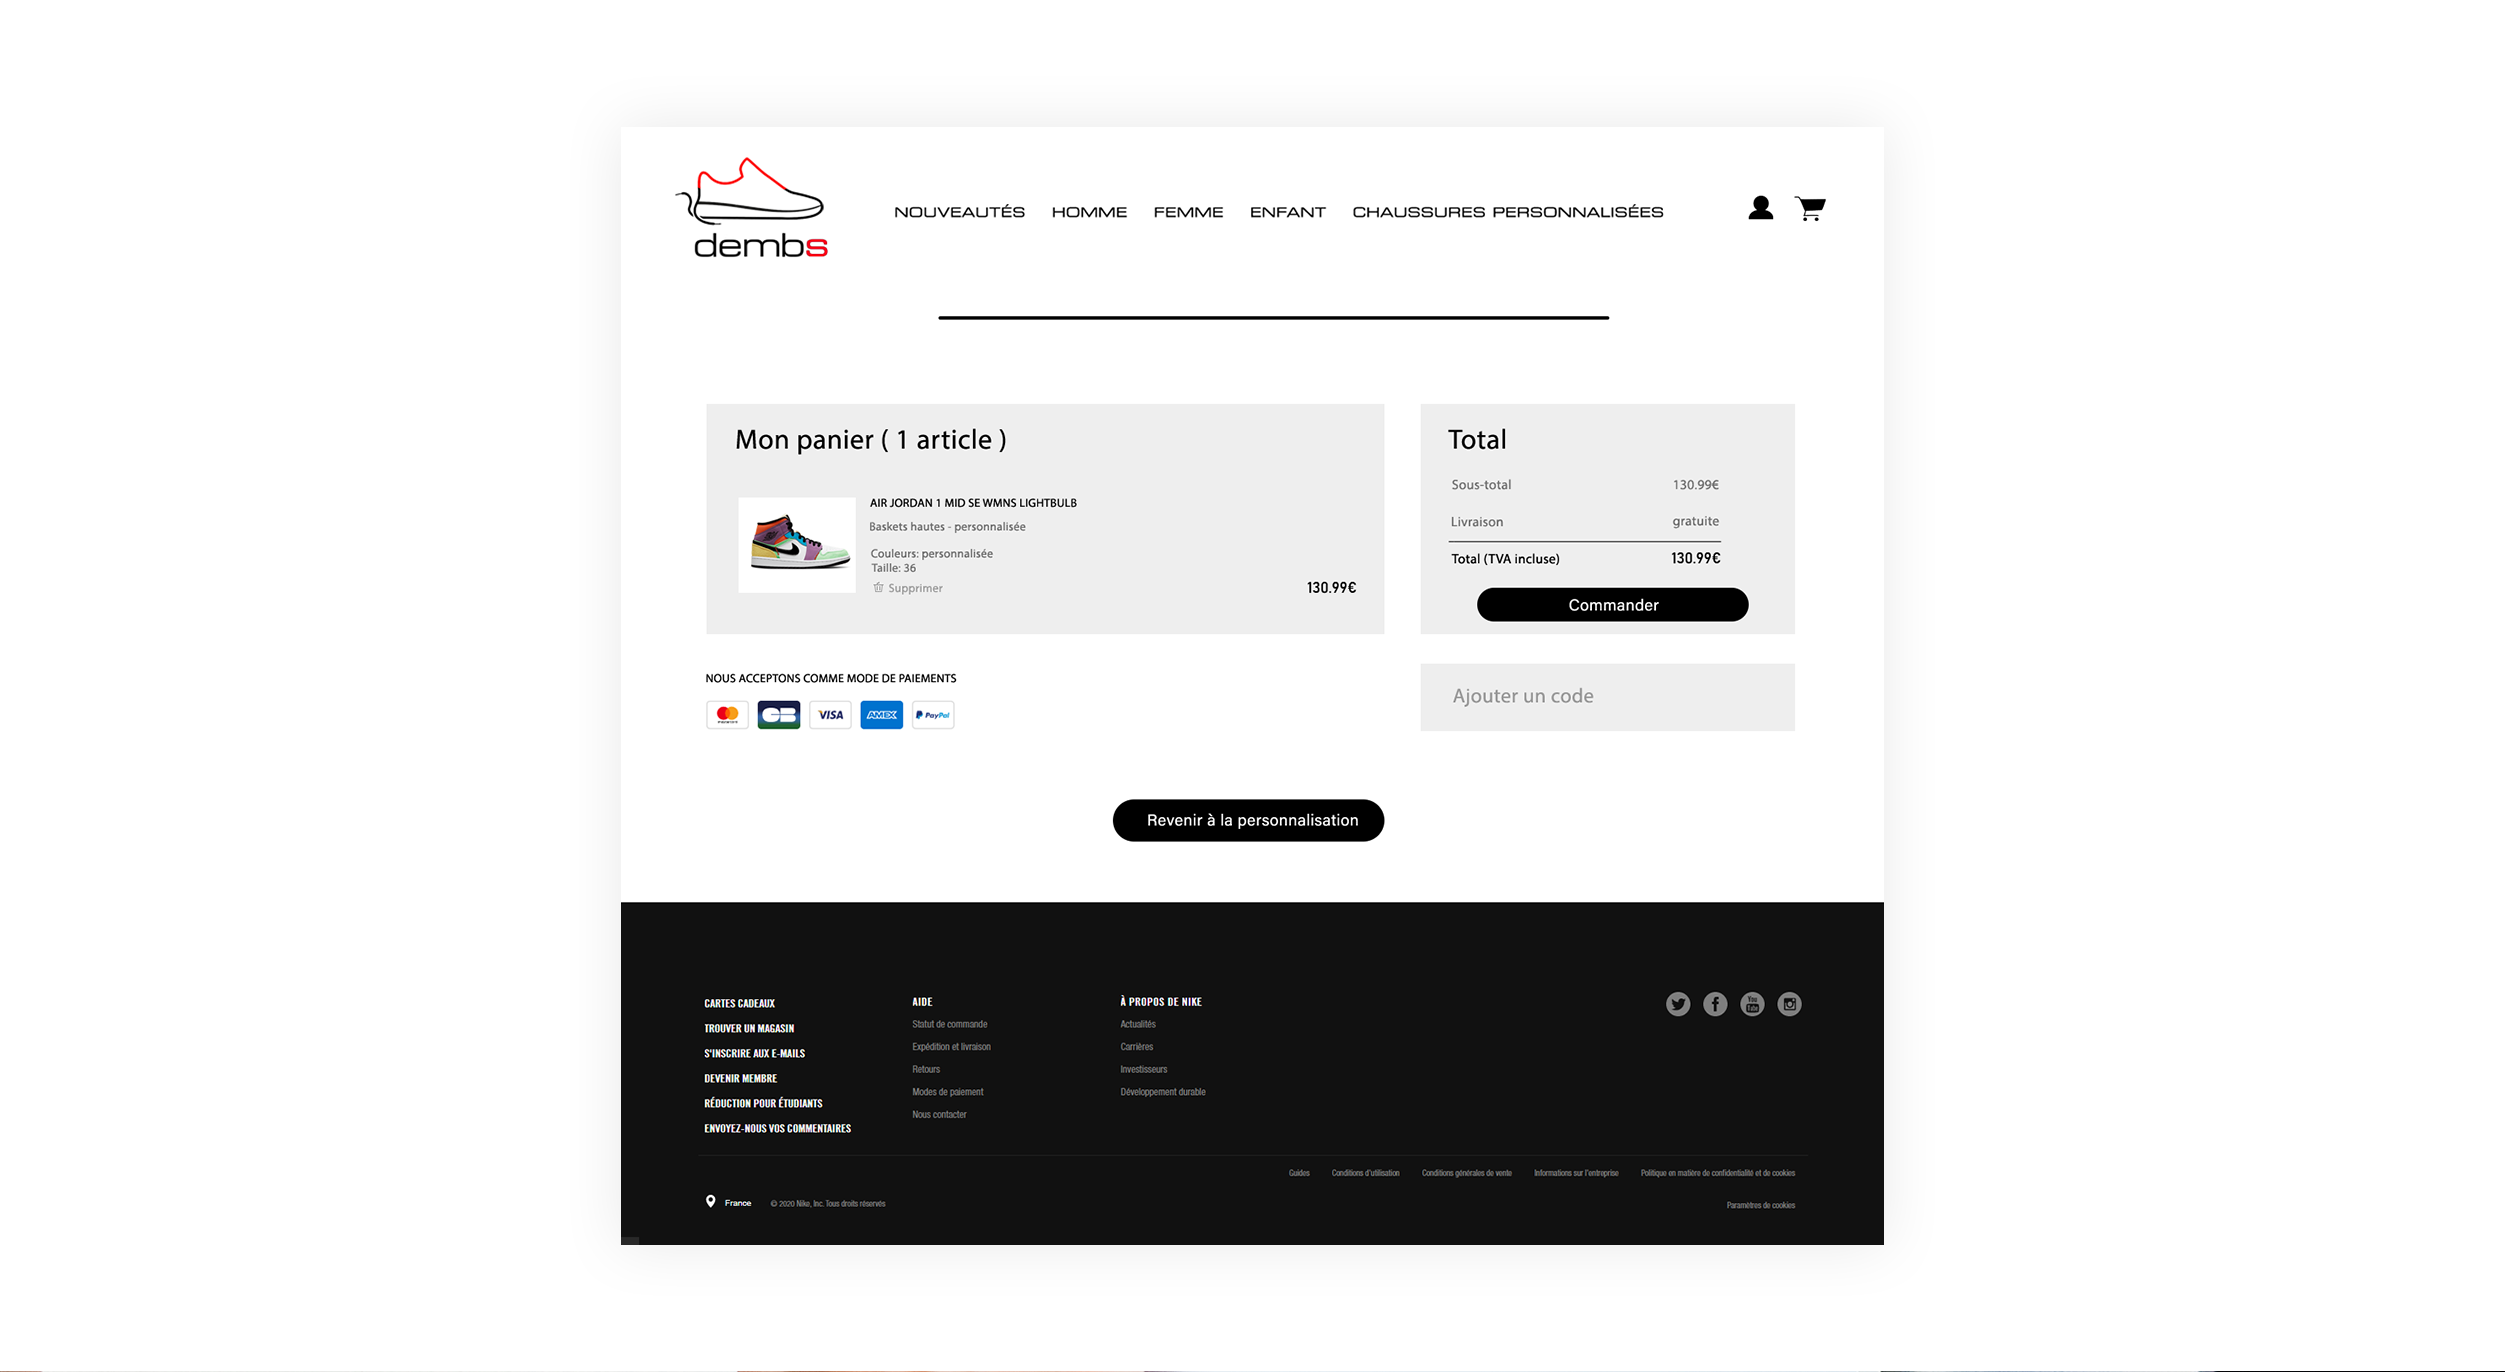 dembs
NOUVEAUTÉS HOMME FEMME ENFANT CHAUSSURES PERSONNALISÉES
Mon panier ( 1 article )
AIR JORDAN 1 MID SE WMNS LIGHTBULB
Baskets hautes - personnalisée
Couleurs: personnalisée
Taille: 36
Supprimer
130.99€
Total
Sous-total 130.99€
Livraison gratuite
Total (TVA incluse) 130.99€
Commander
NOUS ACCEPTONS COMME MODE DE PAIEMENTS
CB VISA AMEX PayPal
Ajouter un code
Revenir à la personnalisation
CARTES CADEAUX
TROUVER UN MAGASIN
S'INSCRIRE AUX E-MAILS
DEVENIR MEMBRE
RÉDUCTION POUR ÉTUDIANTS
ENVOYEZ-NOUS VOS COMMENTAIRES
AIDE
Statut de commande
Expédition et livraison
Retours
Modes de paiement
Nous contacter
À PROPOS DE NIKE
Actualités
Carrières
Investisseurs
Développement durable
You Tube
Guides Conditions d'utilisation Conditions générales de vente Informations sur l'entreprise Politique en matière de confidentialité et de cookies
France © 2020 Nike, Inc. Tous droits réservés
Paramètres de cookies